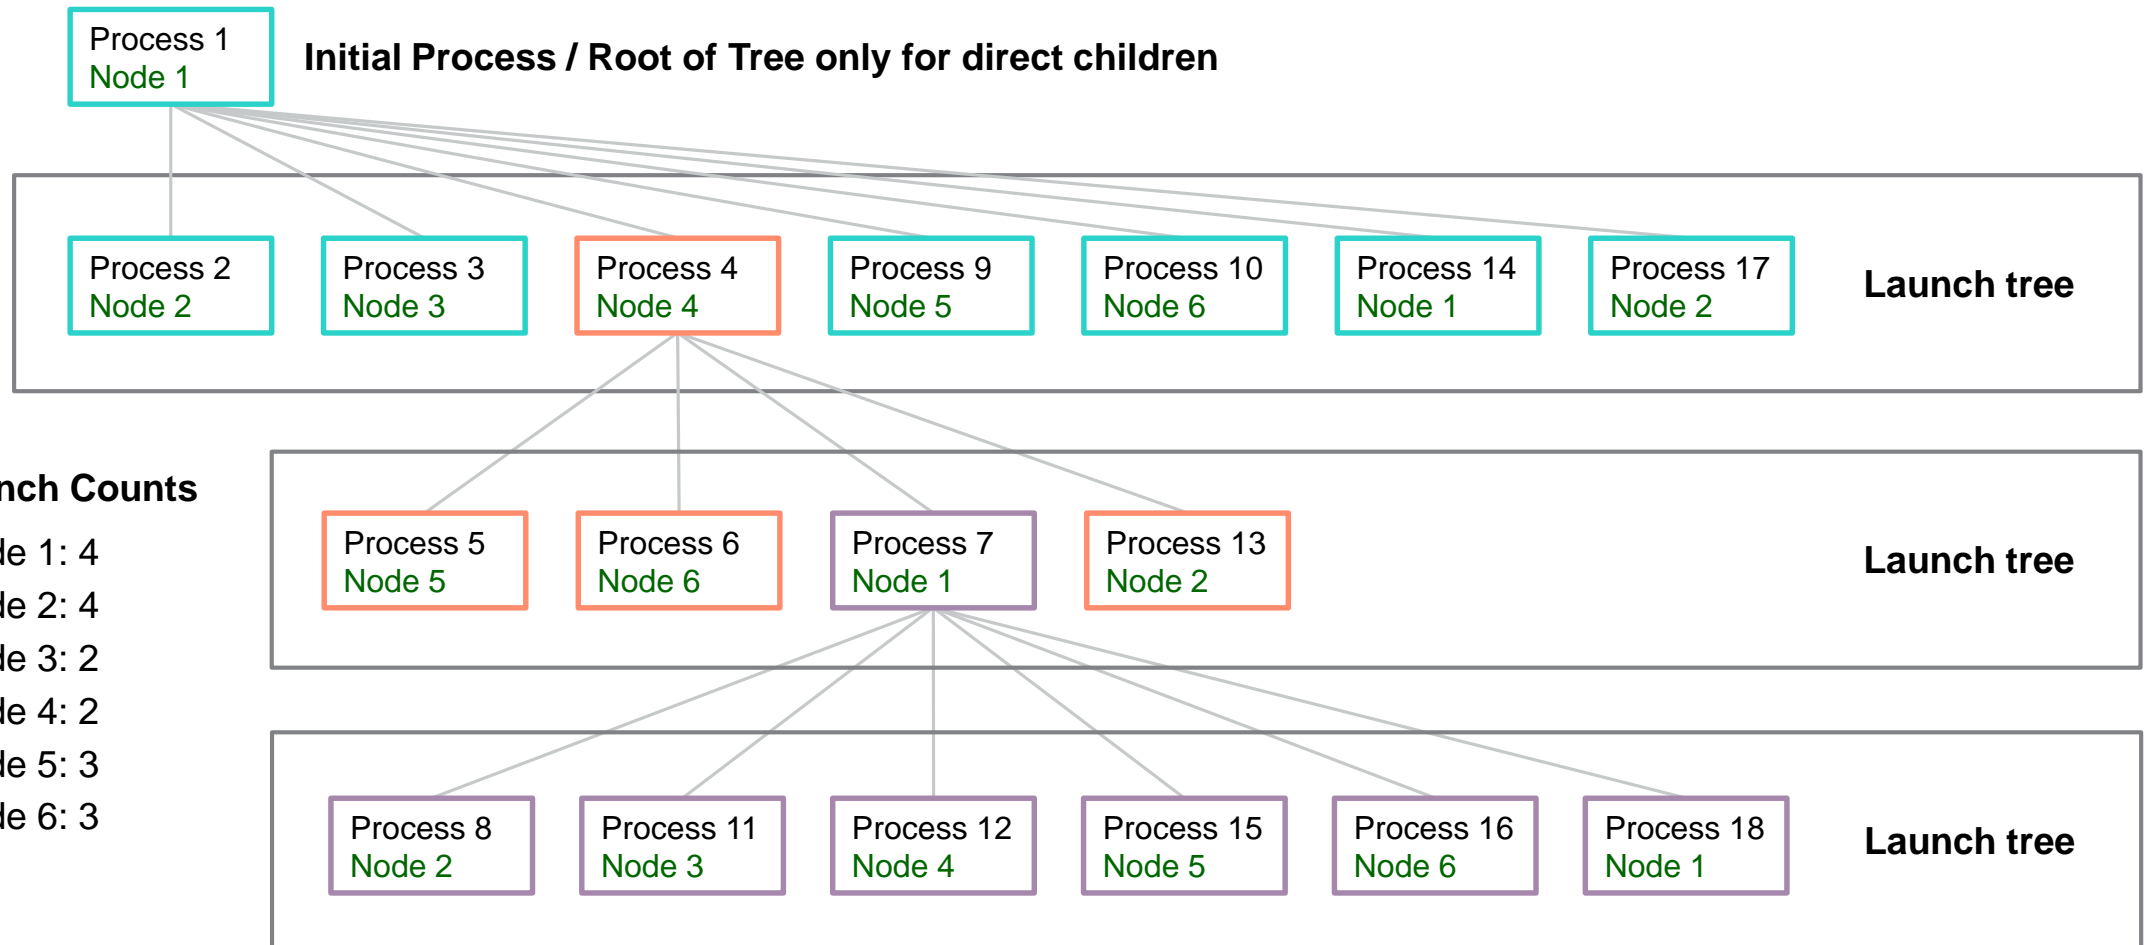 Process 1
Node 1
Initial Process / Root of Tree only for direct children
Process 2
Node 2
Process 3
Node 3
Process 4
Node 4
Process 9
Node 5
Process 10
Node 6
Process 14
Node 1
Process 17
Node 2
Launch tree
nch Counts
de 1: 4
de 2: 4
de 3: 2
de 4: 2
de 5: 3
de 6: 3
Process 5
Node 5
Process 6
Node 6
Process 7
Node 1
Process 13
Node 2
Launch tree
Process 8
Node 2
Process 11
Node 3
Process 12
Node 4
Process 15
Node 5
Process 16
Node 6
Process 18
Node 1
Launch tree